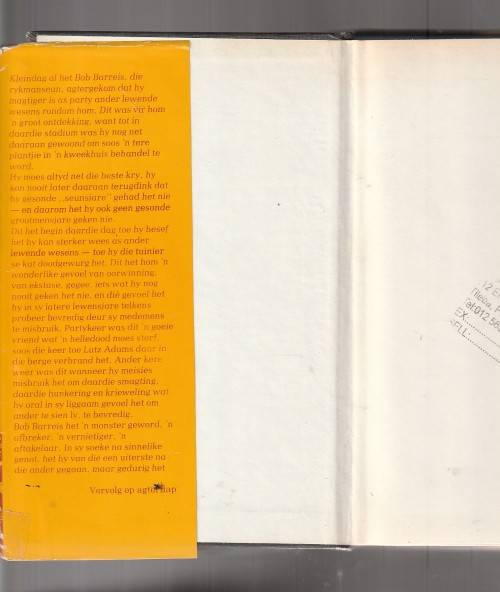 Kleindag al het Bob Barreis, die
rykmanseun, agtergekom dat hy
magtiger is as party ander lewende
wesens rondom hom. Dit was vir hom
'n groot ontdekking, want tot in
daardie stadium was hy nog net
daaraan gewoond om soos 'n tere
plantjie in 'n kweekhuis behandel te
word.
Hy moes altyd net die beste kry, hy
kon nooit later daaraan terugdink dat
hy gesonde „seunsjare" gehad het nie
— en daarom het hy ook geen gesonde
grootmensjare geken nie.
Dit het begin daardie dag toe hy besef
het hy kan sterker wees as ander
lewende wesens — toe hy die tuinier
se kat doodgewurg het. Dit het hom 'n
wonderlike gevoel van oorwinning,
van ekstase, gegee, iets wat hy nog
nooit geken het nie, en dié gevoel het
hy in sy latere lewensjare telkens
probeer bevredig deur sy medemens
te misbruik. Partykeer was dit 'n goeie
vriend wat 'n helledood moes sterf,
soos die keer toe Lutz Adams daar in
die berge verbrand het. Ander kere
weer was dit wanneer hy meisies
misbruik het om daardie smagting,
daardie hunkering en kriewelin wat
hy oral in sy liggaam gevoel het om
ander te sien ly, te bevredig.
Bob Barreis het 'n monster geword, 'n
afbreker, 'n vernietiger, 'n
aftakelaar. In sy soeke na sinnelike
genot, het hy van die een uiterste na
die ander gegaan, maar gedurig het
Vervolg op agterflap
12
Tel:012 56
EX: